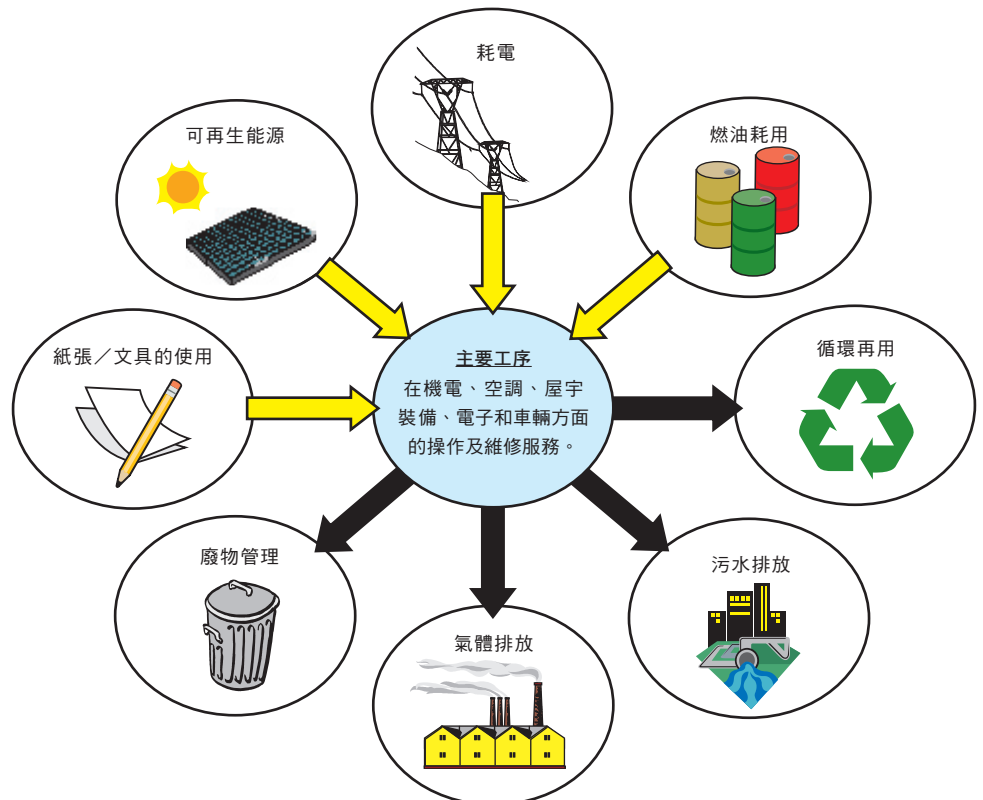 耗電
可再生能源
燃油耗用
紙張／文具的使用
主要工序
在機電、空調、屋宇
裝備、電子和車輛方面
的操作及維修服務。
循環再用
廢物管理
污水排放
氣體排放